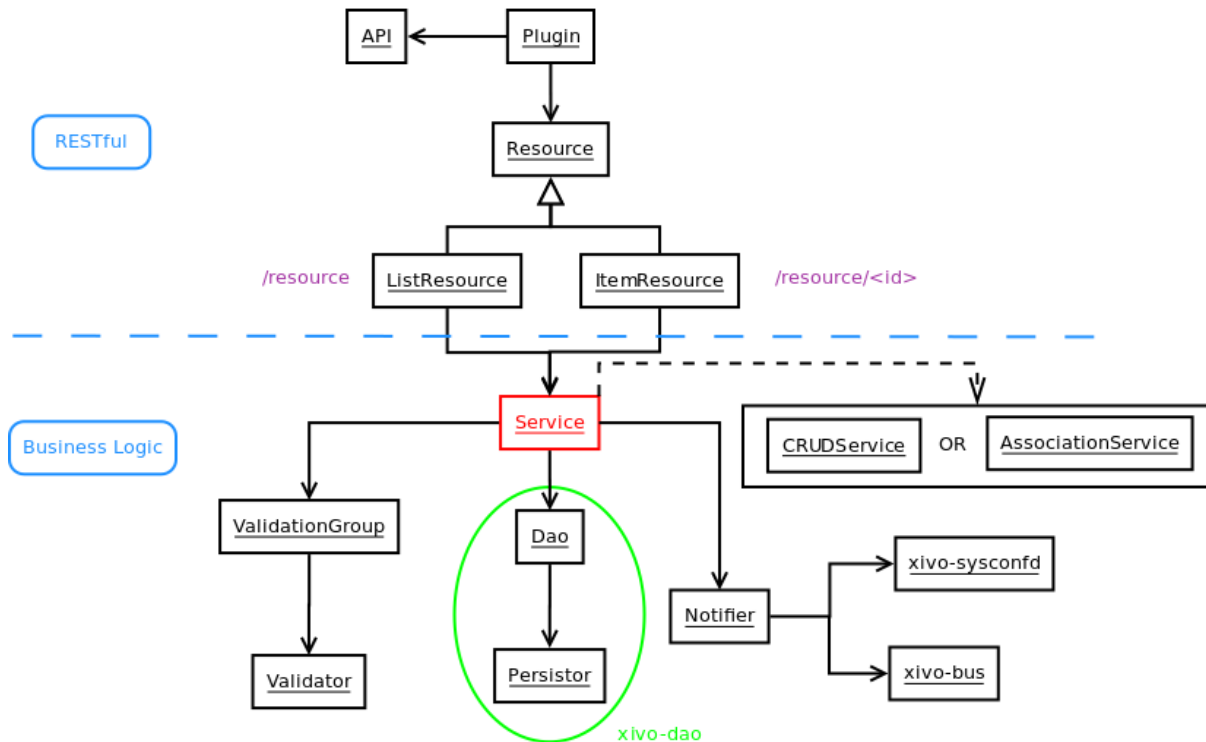 API
Plugin
RESTful
Resource
/resource
ListResource
ItemResource
/resource/<id>
Service
Business Logic
CRUDService
OR
AssociationService
ValidationGroup
Dao
xivo-sysconfd
Notifier
Validator
Persistor
xivo-bus
xivo-dao